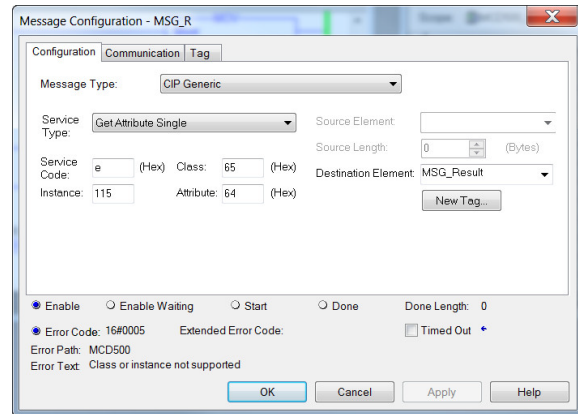 Message Configuration - MSG_R
Configuration Communication Tag
Message Type: CIP Generic
Service Type: Get Attribute Single Source Element:
Source Length: 0 (Bytes)
Service Code: e (Hex) Class: 65 (Hex) Destination Element: MSG_Result
Instance: 115 Attribute: 64 (Hex) New Tag...
Enable Enable Waiting Start Done Done Length: 0
Error Code: 16#0005 Extended Error Code: Timed Out
Error Path: MCD500
Error Text: Class or instance not supported
OK Cancel Apply Help